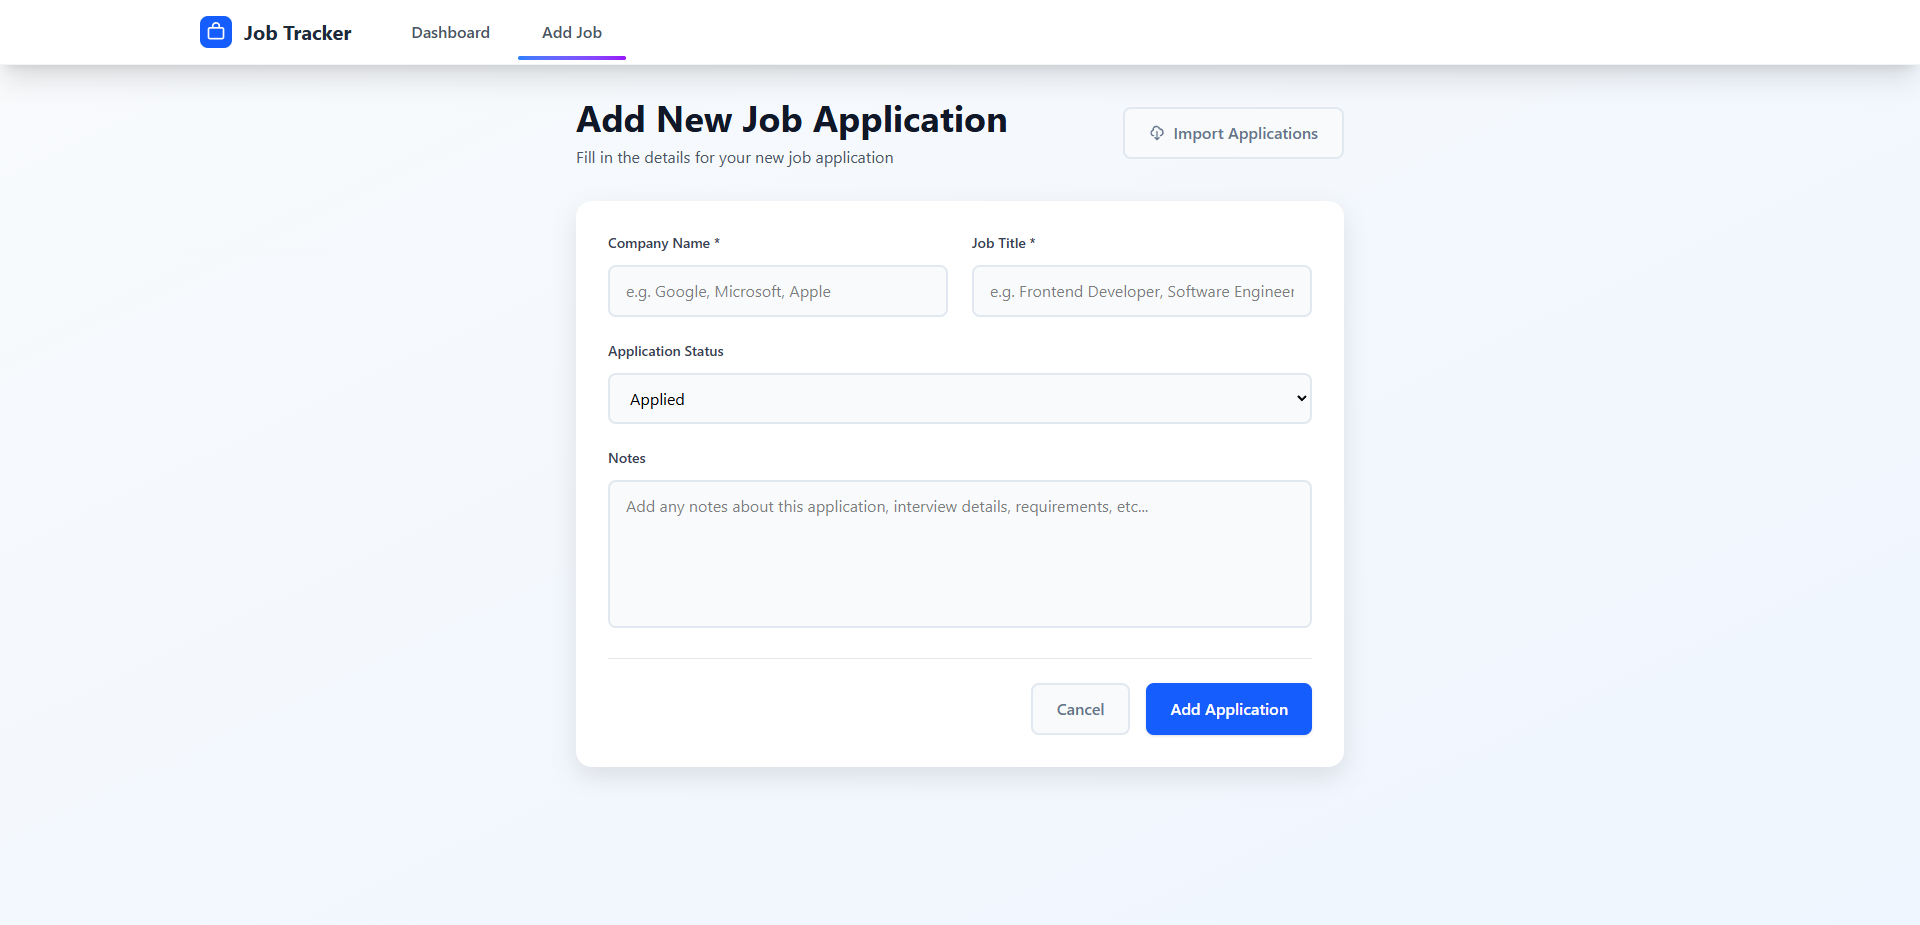 Job Tracker
Dashboard
Add Job
Add New Job Application
Fill in the details for your new job application
Import Applications
Company Name *
Job Title *
e.g. Google, Microsoft, Apple
e.g. Frontend Developer, Software Engineer
Application Status
Applied
Notes
Add any notes about this application, interview details, requirements, etc...
Cancel
Add Application